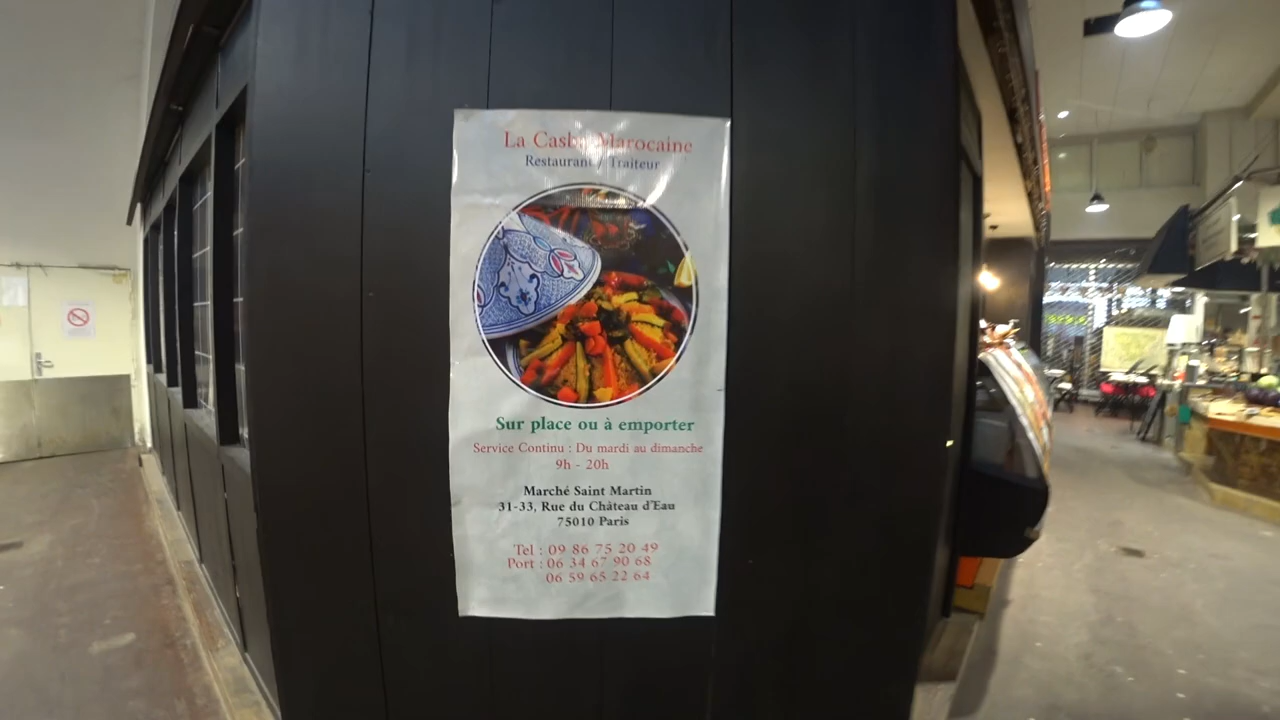 La Casba Marocaine
Restaurant / Traiteur
Sur place ou à emporter
Service Continu : Du mardi au dimanche
9h - 20h
Marché Saint Martin
31-33, Rue du Château d'Eau
75010 Paris
Tel : 09 86 75 20 49
Port : 06 34 67 90 68
06 59 65 22 64